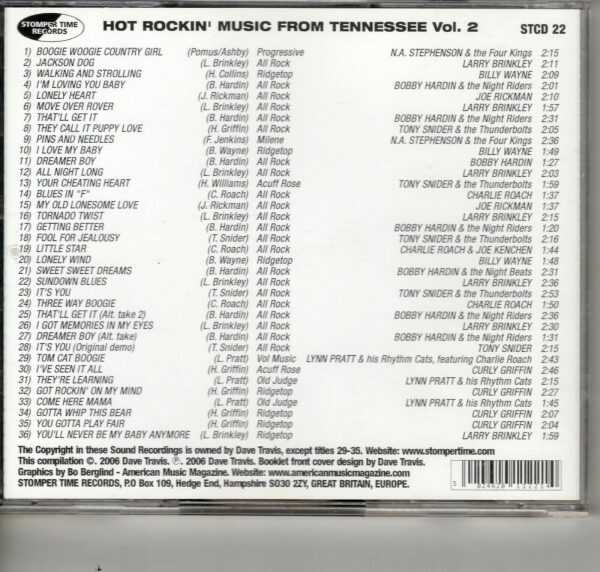 STOMPER TIME RECORDS
HOT ROCKIN' MUSIC FROM TENNESSEE Vol. 2 STCD 22
1) BOOGIE WOOGIE COUNTRY GIRL (Pomus/Ashby) Progressive N.A. STEPHENSON & the Four Kings 2:15
2) JACKSON DOG (L. Brinkley) All Rock LARRY BRINKLEY 2:11
3) WALKING AND STROLLING (H. Collins) Ridgetop BILLY WAYNE 2:09
4) I'M LOVING YOU BABY (B. Hardin) All Rock BOBBY HARDIN & the Night Riders 2:01
5) LONELY HEART (J. Rickman) All Rock JOE RICKMAN 2:10
6) MOVE OVER ROVER (L. Brinkley) All Rock LARRY BRINKLEY 1:57
7) THAT'LL GET IT (B. Hardin) All Rock BOBBY HARDIN & the Night Riders 2:31
8) THEY CALL IT PUPPY LOVE (H. Griffin) All Rock TONY SNIDER & the Thunderbolts 2:05
9) PINS AND NEEDLES (F. Jenkins) Milene N.A. STEPHENSON & the Four Kings 2:36
10) I LOVE MY BABY (B. Wayne) Ridgetop BILLY WAYNE 1:49
11) DREAMER BOY (B. Hardin) All Rock BOBBY HARDIN 1:27
12) ALL NIGHT LONG (L. Brinkley) All Rock LARRY BRINKLEY 2:03
13) YOUR CHEATING HEART (H. Williams) Acuff Rose TONY SNIDER & the Thunderbolts 1:59
14) BLUES IN "F" (C. Roach) All Rock CHARLIE ROACH 1:37
15) MY OLD LONESOME LOVE (J. Rickman) All Rock JOE RICKMAN 1:37
16) TORNADO TWIST (L. Brinkley) All Rock LARRY BRINKLEY 2:15
17) GETTING BETTER (B. Hardin) All Rock BOBBY HARDIN & the Night Riders 1:20
18) FOOL FOR JEALOUSY (T. Snider) All Rock TONY SNIDER & the Thunderbolts 2:16
19) LITTLE STAR (C. Roach) All Rock CHARLIE ROACH & JOE KENCHEN 1:44
20) LONELY WIND (B. Wayne) Ridgetop BILLY WAYNE 1:48
21) SWEET SWEET DREAMS (B. Hardin) All Rock BOBBY HARDIN & the Night Beats 2:31
22) SUNDOWN BLUES (L. Brinkley) All Rock LARRY BRINKLEY 2:36
23) IT'S YOU (T. Snider) All Rock TONY SNIDER & the Thunderbolts 2:53
24) THREE WAY BOOGIE (C. Roach) All Rock CHARLIE ROACH 1:50
25) THAT'LL GET IT (Alt. take 2) (B. Hardin) All Rock BOBBY HARDIN & the Night Riders 2:36
26) I GOT MEMORIES IN MY EYES (L. Brinkley) All Rock LARRY BRINKLEY 2:30
27) DREAMER BOY (Alt. take) (B. Hardin) All Rock BOBBY HARDIN & the Night Riders 1:31
28) IT'S YOU (Original demo) (T. Snider) All Rock TONY SNIDER 2:15
29) TOM CAT BOOGIE (L. Pratt) Vol Music LYNN PRATT & his Rhythm Cats, featuring Charlie Roach 2:43
30) I'VE SEEN IT ALL (H. Griffin) Acuff Rose CURLY GRIFFIN 2:46
31) THEY'RE LEARNING (L. Pratt) Old Judge LYNN PRATT & his Rhythm Cats 2:15
32) GOT ROCKIN' ON MY MIND (H. Griffin) Ridgetop CURLY GRIFFIN 2:27
33) COME HERE MAMA (L. Pratt) Old Judge LYNN PRATT & his Rhythm Cats 1:45
34) GOTTA WHIP THIS BEAR (H. Griffin) Ridgetop CURLY GRIFFIN 2:07
35) YOU GOTTA PLAY FAIR (H. Griffin) Ridgetop CURLY GRIFFIN 2:04
36) YOU'LL NEVER BE MY BABY ANYMORE (L. Brinkley) Ridgetop LARRY BRINKLEY 1:59
The Copyright in these Sound Recordings is owned by Dave Travis, except titles 29-35. Website: www.stompertime.com
This compilation ©. 2006 Dave Travis. ℗. 2006 Dave Travis. Booklet front cover design by Dave Travis.
Graphics by Bo Berglind - American Music Magazine. Website: www.americanmusicmagazine.com
STOMPER TIME RECORDS, P.O Box 109, Hedge End, Hampshire SO30 2ZY, GREAT BRITAIN, EUROPE.